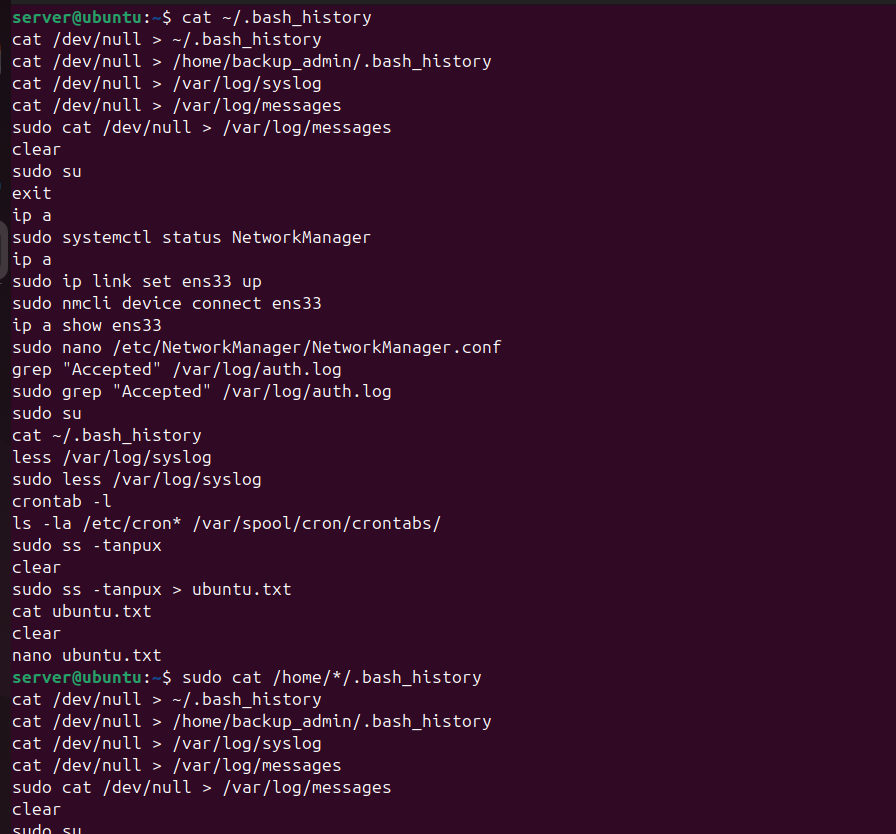 server@ubuntu:~$ cat ~/.bash_history
cat /dev/null > ~/.bash_history
cat /dev/null > /home/backup_admin/.bash_history
cat /dev/null > /var/log/syslog
cat /dev/null > /var/log/messages
sudo cat /dev/null > /var/log/messages
clear
sudo su
exit
ip a
sudo systemctl status NetworkManager
ip a
sudo ip link set ens33 up
sudo nmcli device connect ens33
ip a show ens33
sudo nano /etc/NetworkManager/NetworkManager.conf
grep "Accepted" /var/log/auth.log
sudo grep "Accepted" /var/log/auth.log
sudo su
cat ~/.bash_history
less /var/log/syslog
sudo less /var/log/syslog
crontab -l
ls -la /etc/cron* /var/spool/cron/crontabs/
sudo ss -tanpux
clear
sudo ss -tanpux > ubuntu.txt
cat ubuntu.txt
clear
nano ubuntu.txt
server@ubuntu:~$ sudo cat /home/*/.bash_history
cat /dev/null > ~/.bash_history
cat /dev/null > /home/backup_admin/.bash_history
cat /dev/null > /var/log/syslog
cat /dev/null > /var/log/messages
sudo cat /dev/null > /var/log/messages
clear
sudo su